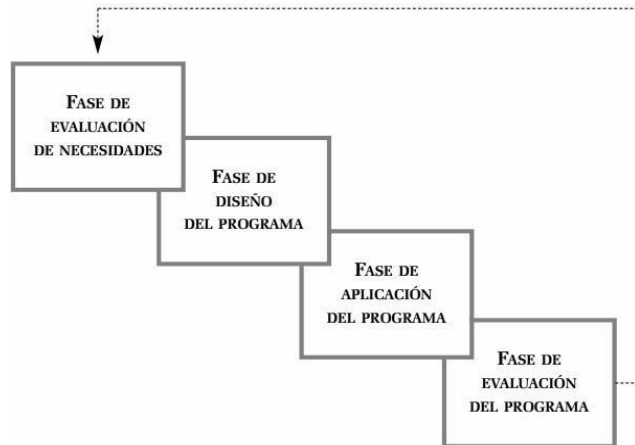 FASE DE
EVALUACIÓN
DE NECESIDADES
FASE DE
DISEÑO
DEL PROGRAMA
FASE DE
APLICACIÓN
DEL PROGRAMA
FASE DE
EVALUACIÓN
DEL PROGRAMA